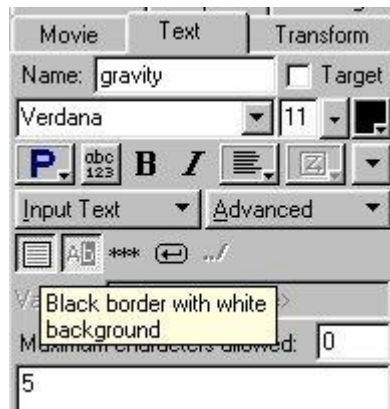 Movie Text Transform
Name: gravity Target
Verdana 11
P abc 123 B I
Input Text Advanced
AB *** ../
Black border with white
background
Maximum characters allowed: 0
5